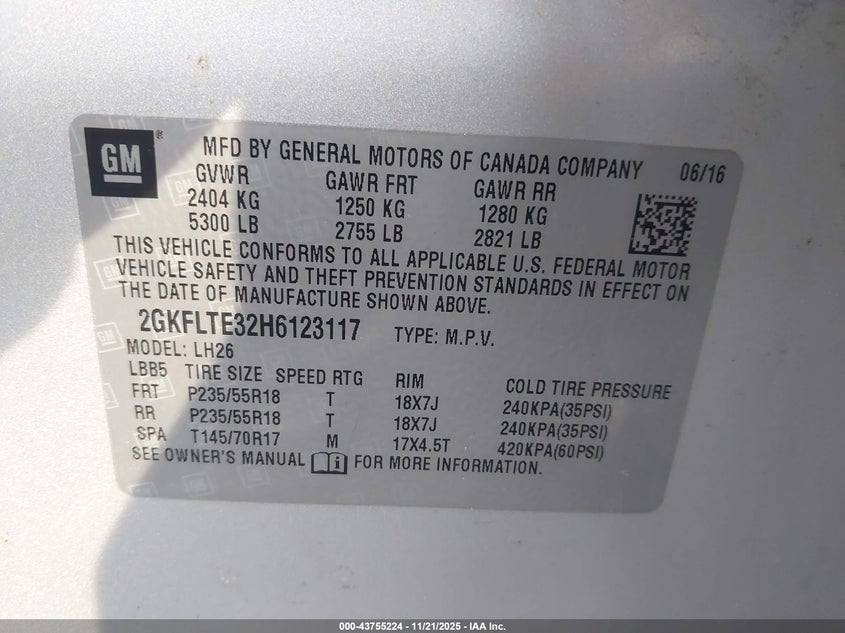 GM ®
MFD BY GENERAL MOTORS OF CANADA COMPANY 06/16
GVWR GAWR FRT GAWR RR
2404 KG 1250 KG 1280 KG
5300 LB 2755 LB 2821 LB
THIS VEHICLE CONFORMS TO ALL APPLICABLE U.S. FEDERAL MOTOR
VEHICLE SAFETY AND THEFT PREVENTION STANDARDS IN EFFECT ON
THE DATE OF MANUFACTURE SHOWN ABOVE.
2GKFLTE32H6123117 TYPE: M.P.V.
MODEL: LH26
LBB5 TIRE SIZE SPEED RTG RIM COLD TIRE PRESSURE
FRT P235/55R18 T 18X7J 240KPA(35PSI)
RR P235/55R18 T 18X7J 240KPA(35PSI)
SPA T145/70R17 M 17X4.5T 420KPA(60PSI)
SEE OWNER'S MANUAL i FOR MORE INFORMATION.
000-43755224 - 11/21/2025 - IAA Inc.